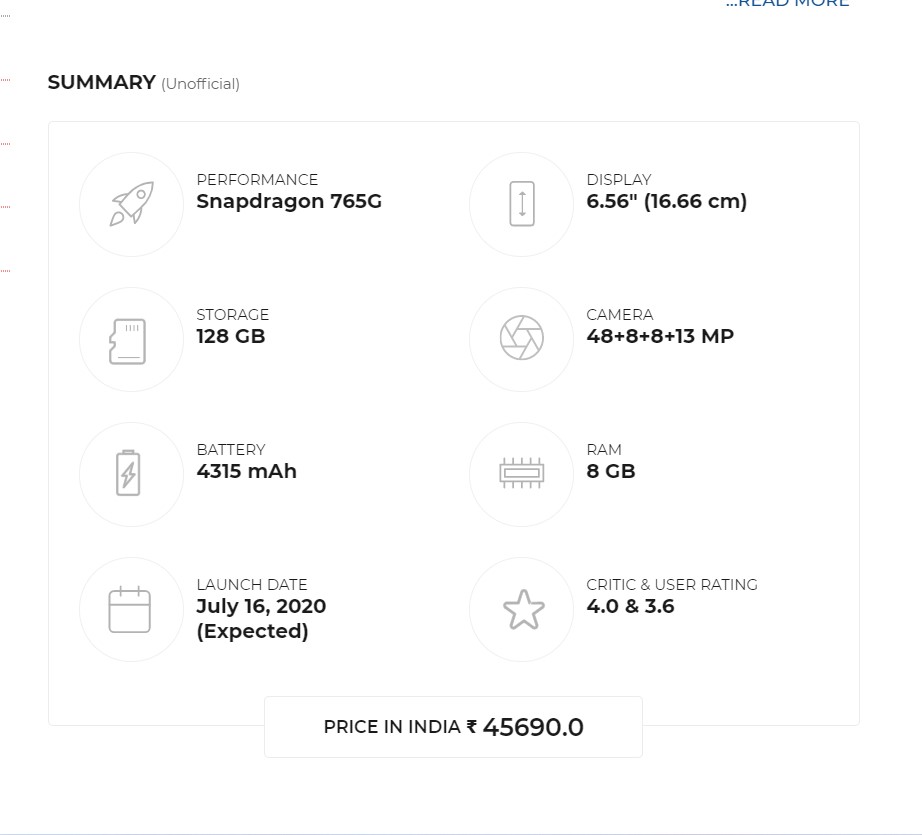 ...READ MORE
SUMMARY (Unofficial)
PERFORMANCE
Snapdragon 765G
DISPLAY
6.56" (16.66 cm)
STORAGE
128 GB
CAMERA
48+8+8+13 MP
BATTERY
4315 mAh
RAM
8 GB
LAUNCH DATE
July 16, 2020
(Expected)
CRITIC & USER RATING
4.0 & 3.6
PRICE IN INDIA ₹ 45690.0